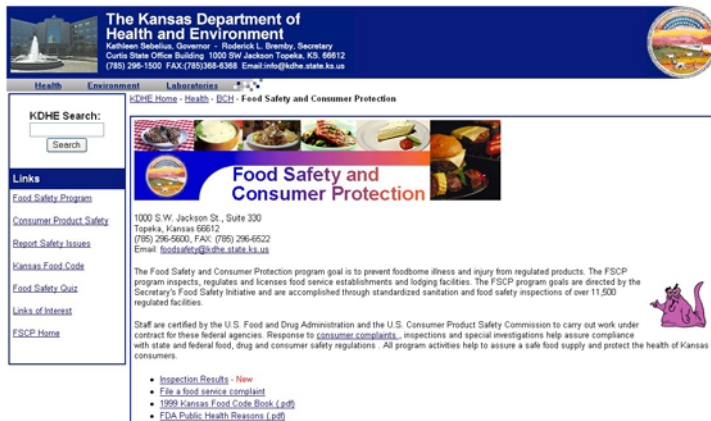 The Kansas Department of
Health and Environment
Kathleen Sebelius, Governor - Roderick L. Bremby, Secretary
Curtis State Office Building 1000 SW Jackson Topeka, KS. 66612
(785) 296-1500 FAX:(785)368-6368 Email:info@kdhe.state.ks.us
Health Environment Laboratories
KDHE Home - Health - BCH - Food Safety and Consumer Protection
KDHE Search:
Search
Links
Food Safety Program
Consumer Product Safety
Report Safety Issues
Kansas Food Code
Food Safety Quiz
Links of Interest
FSCP Home
Food Safety and
Consumer Protection
1000 S.W. Jackson St., Suite 330
Topeka, Kansas 66612
(785) 296-5600, FAX: (785) 296-6522
Email: foodsafety@kdhe.state.ks.us
The Food Safety and Consumer Protection program goal is to prevent foodborne illness and injury from regulated products. The FSCP
program inspects, regulates and licenses food service establishments and lodging facilities. The FSCP program goals are directed by the
Secretary's Food Safety Initiative and are accomplished through standardized sanitation and food safety inspections of over 11,500
regulated facilities.
Staff are certified by the U.S. Food and Drug Administration and the U.S. Consumer Product Safety Commission to carry out work under
contract for these federal agencies. Response to consumer complaints , inspections and special investigations help assure compliance
with state and federal food, drug and consumer safety regulations . All program activities help to assure a safe food supply and protect the health of Kansas
consumers.
• Inspection Results - New
• File a food service complaint
• 1999 Kansas Food Code Book (.pdf)
• FDA Public Health Reasons (.pdf)